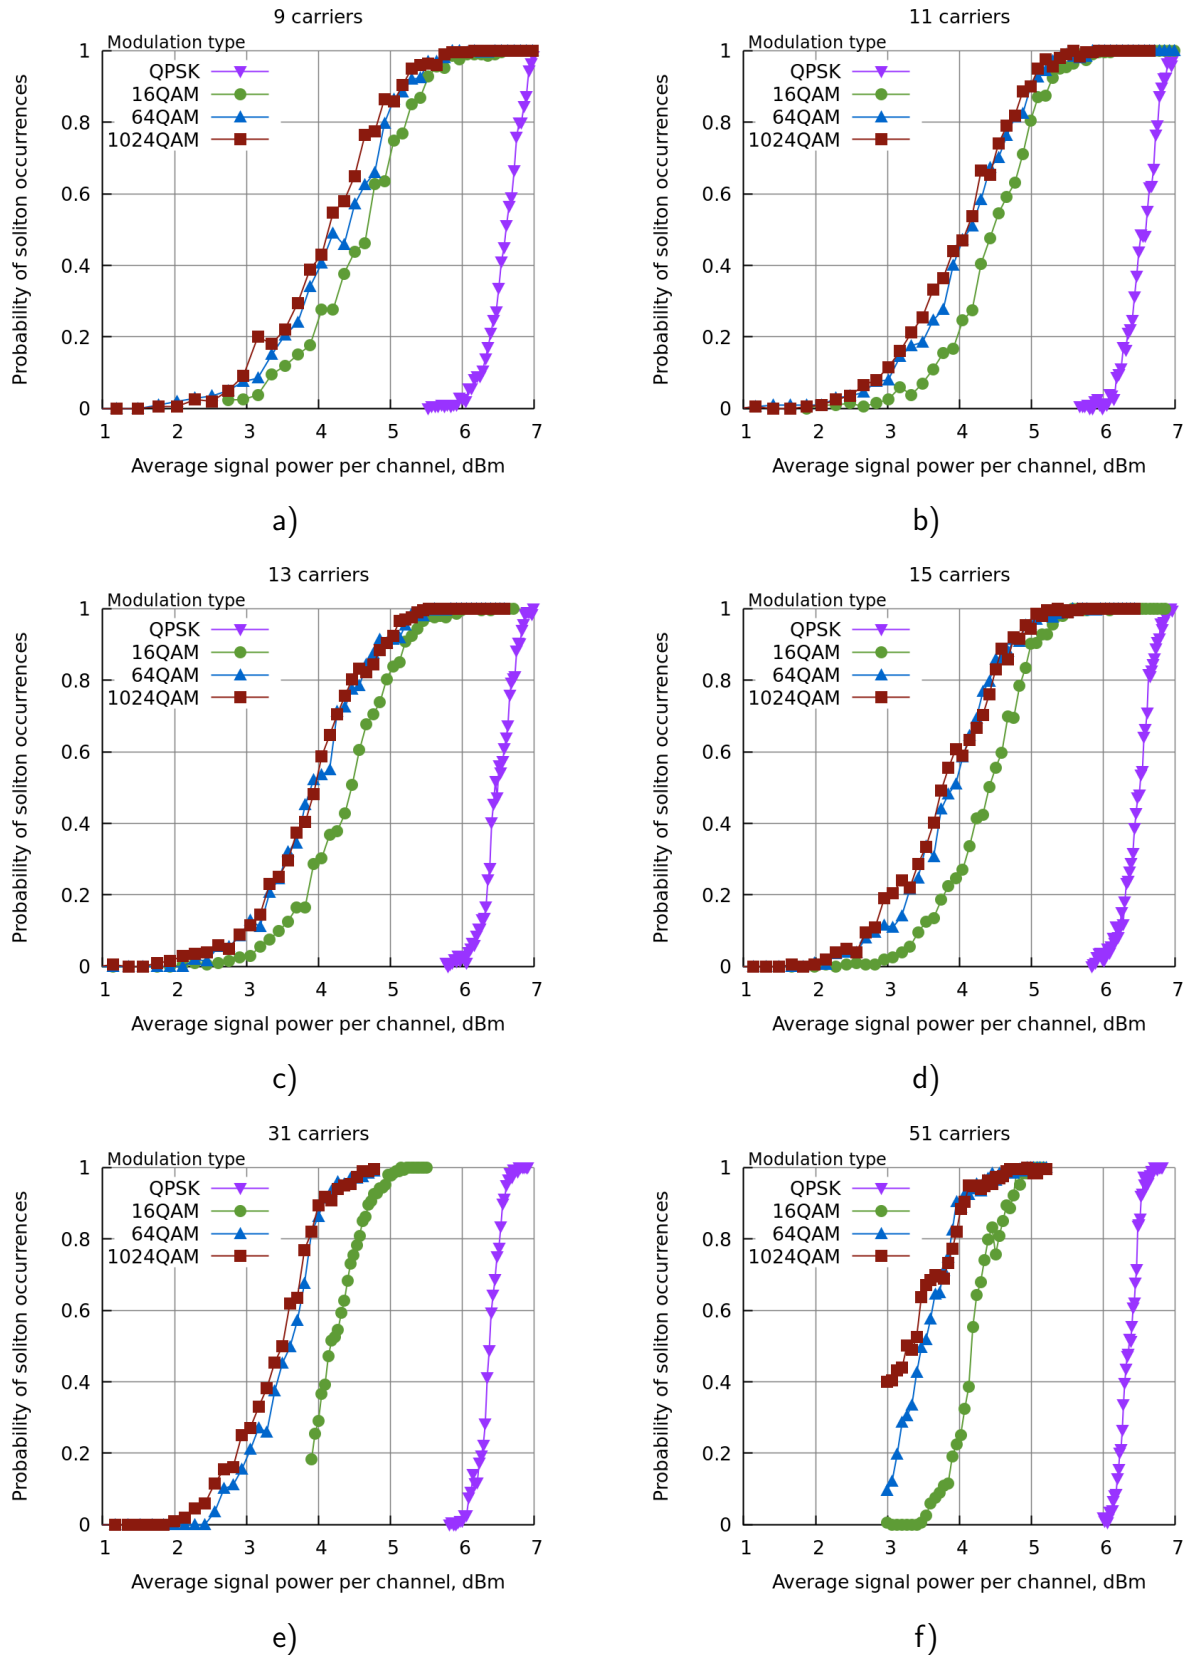 9 carriers
Modulation type
QPSK
16QAM
64QAM
1024QAM
Probability of soliton occurrences
1
0.8
0.6
0.4
0.2
0
1 2 3 4 5 6 7
Average signal power per channel, dBm
a)
11 carriers
Modulation type
QPSK
16QAM
64QAM
1024QAM
Probability of soliton occurrences
1
0.8
0.6
0.4
0.2
0
1 2 3 4 5 6 7
Average signal power per channel, dBm
b)
13 carriers
Modulation type
QPSK
16QAM
64QAM
1024QAM
Probability of soliton occurrences
1
0.8
0.6
0.4
0.2
0
1 2 3 4 5 6 7
Average signal power per channel, dBm
c)
15 carriers
Modulation type
QPSK
16QAM
64QAM
1024QAM
Probability of soliton occurrences
1
0.8
0.6
0.4
0.2
0
1 2 3 4 5 6 7
Average signal power per channel, dBm
d)
31 carriers
Modulation type
QPSK
16QAM
64QAM
1024QAM
Probability of soliton occurrences
1
0.8
0.6
0.4
0.2
0
1 2 3 4 5 6 7
Average signal power per channel, dBm
e)
51 carriers
Modulation type
QPSK
16QAM
64QAM
1024QAM
Probability of soliton occurrences
1
0.8
0.6
0.4
0.2
0
1 2 3 4 5 6 7
Average signal power per channel, dBm
f)